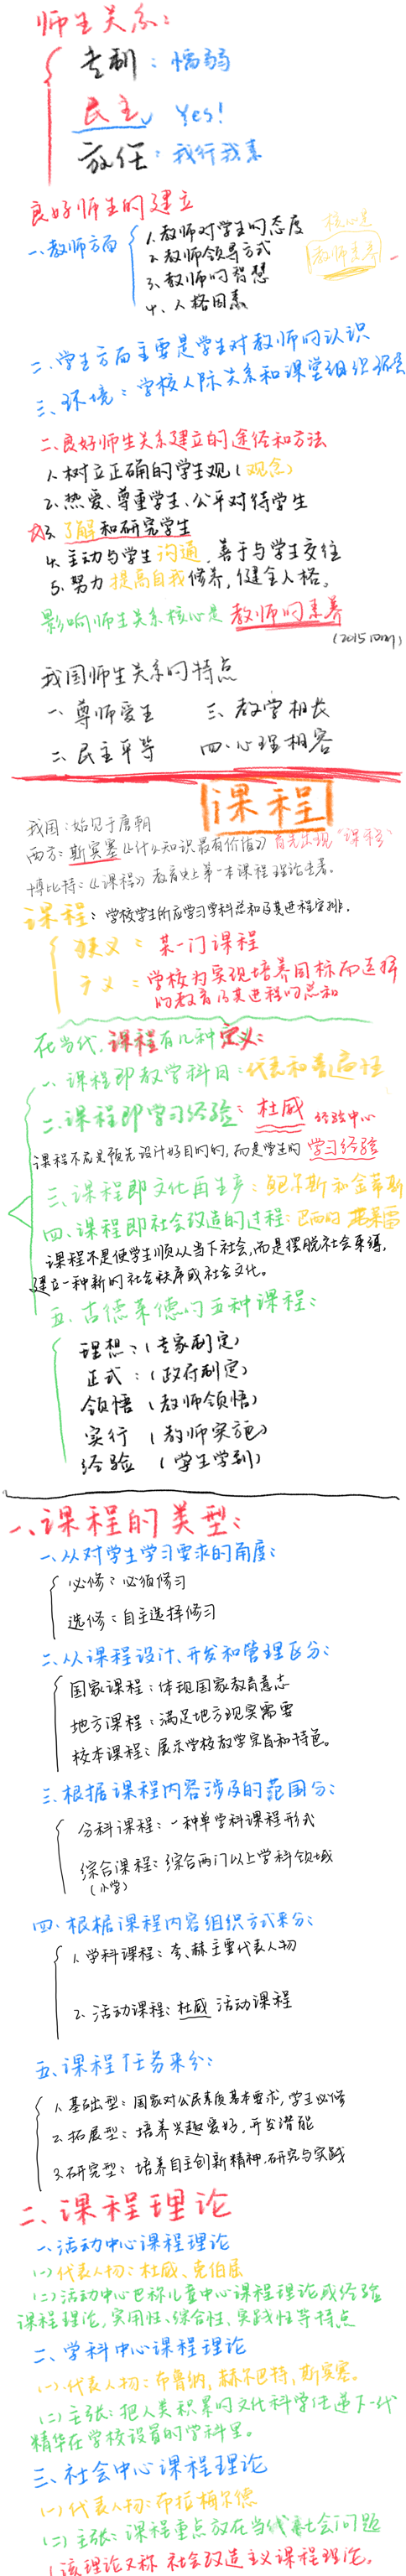 师生关系:
专制:懦弱
民主 yes!
放任:我行我素
良好师生的建立
一、教师方面
1.教师对学生的态度
2.教师领导方式
3.教师的智慧
4.人格因素
核心是
教师素养
二.学生方面主要是学生对教师的认识
三、环境:学校人际关系和课堂组织环境
二.良好师生关系建立的途径和方法
1.树立正确的学生观(观念)
2.热爱、尊重学生、公平对待学生
3.了解和研究学生
4.主动与学生沟通,善于与学生交往
5.努力提高自我修养,健全人格。
影响师生关系核心是教师的素养
我国师生关系的特点
一 尊师爱生 三.教学相长
二.民主平等 四.心理相容
课程
我国:始见于唐朝
西方:斯宾塞《什么知识最有价值》首先出现“课程”
博比特:《课程》教育史上第一本课程理论专著。
课程:学校学生所应学习学科总和及其进程安排.
狭义:某一门课程
广义:学校为实现培养目标而选择
的教育及其进程的总和
在当代.课程有几种定义:
一.课程即教学科目:代表和普遍性
二.课程即学习经验:杜威 经验中心
课程不应是预先设计好目的的,而是学生的学习经验
三.课程即文化再生产:鲍尔斯和金蒂斯
四.课程即社会改造的过程:巴西的弗莱雷
课程不是使学生顺从当下社会,而是摆脱社会束缚,
建立一种新的社会秩序或社会文化。
五.古德莱德的五种课程:
理想:(专家制定)
正式:(政府制定)
领悟(教师领悟)
实行(教师实施)
经验(学生学到)
一、课程的类型:
一.从对学生学习要求的角度:
必修:必须修习
选修:自主选择修习
二.从课程设计、开发和管理区分:
国家课程:体现国家教育意志
地方课程:满足地方现实需要
校本课程:展示学校教学宗旨和特色。
三.根据课程内容涉及的范围分:
分科课程:一种单学科课程形式
综合课程:综合两门以上学科领域
(小学)
四.根据课程内容组织方式来分:
1.学科课程:夸、赫主要代表人物
2.活动课程:杜威 活动课程
五.课程任务来分:
1.基础型:国家对公民素质基本要求,学生必修
2.拓展型:培养兴趣爱好,开发潜能
3.研究型:培养自主创新精神.研究与实践
二、课程理论
一.活动中心课程理论
(一)代表人物:杜威、克伯屈
(二)活动中心也称儿童中心课程理论或经验
课程理论,实用性、综合性、实践性等特点
二、学科中心课程理论
(一).代表人物:布鲁纳,赫尔巴特,斯宾塞。
(二)主张:把人类积累的文化科学传递下一代
精华在学校设置的学科里。
三.社会中心课程理论
(一)代表人物:布拉梅尔德
(二)主张:课程重点放在当代社会问题
(该理论又称 社会改造主义课程理论。